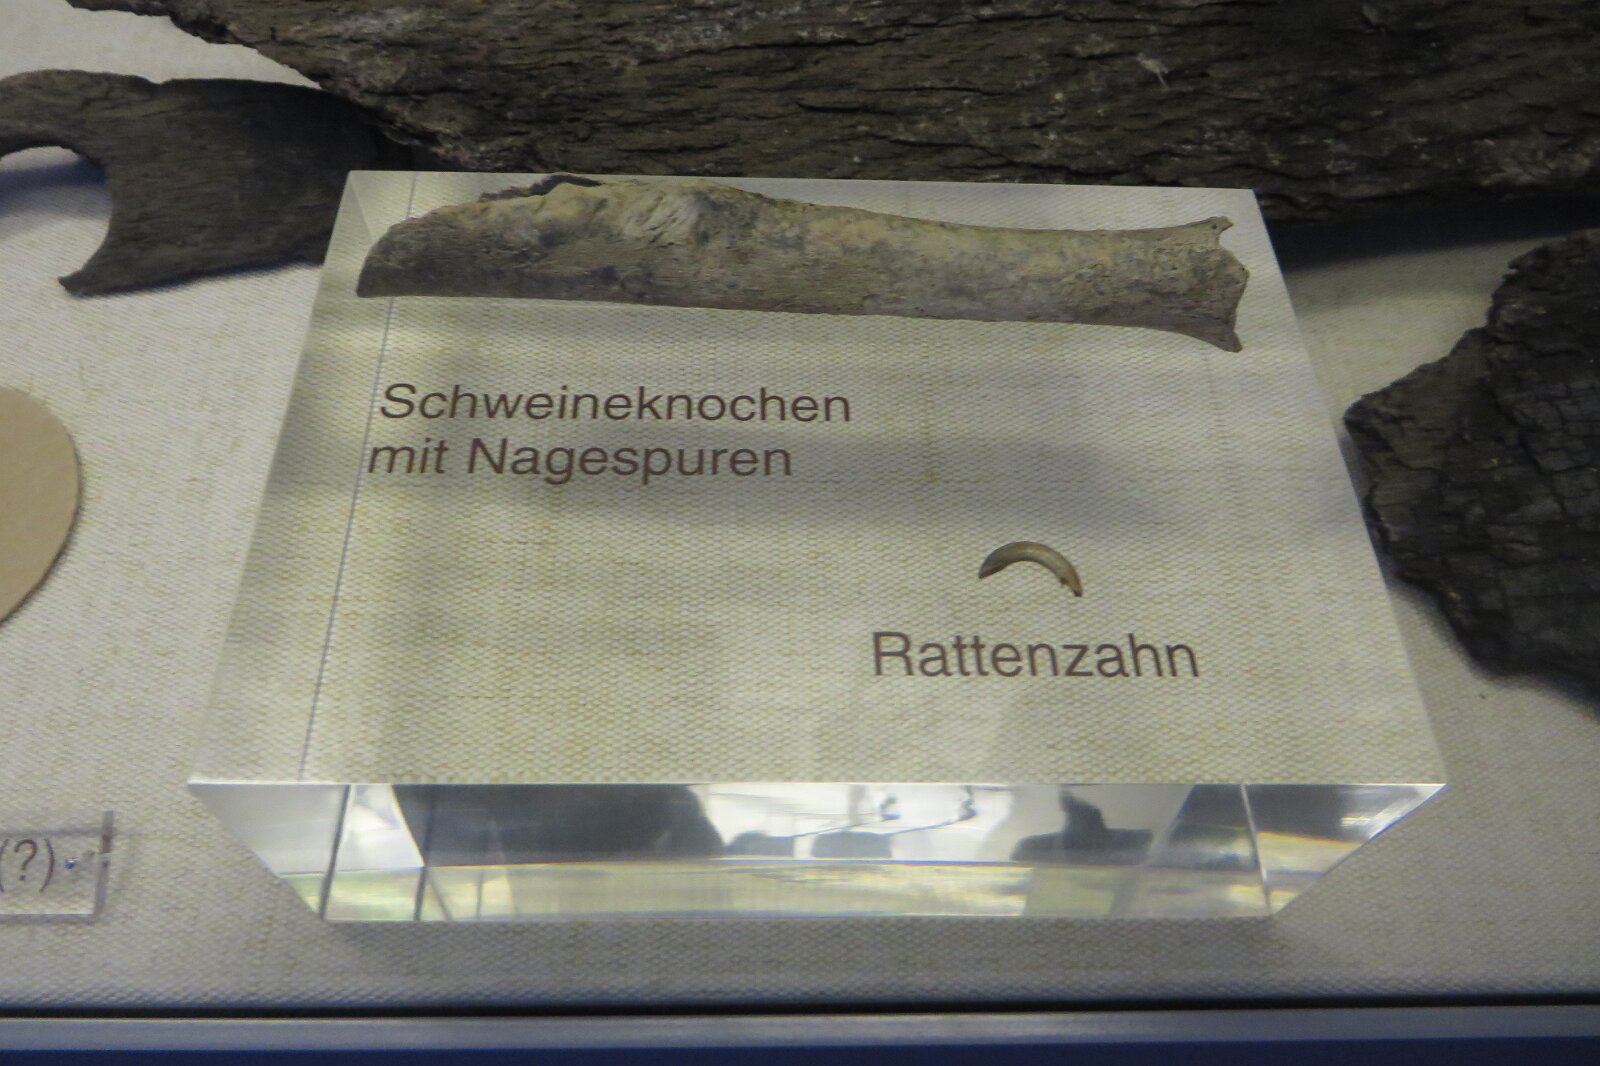 Schweineknochen
mit Nagespuren
Rattenzahn
(?)